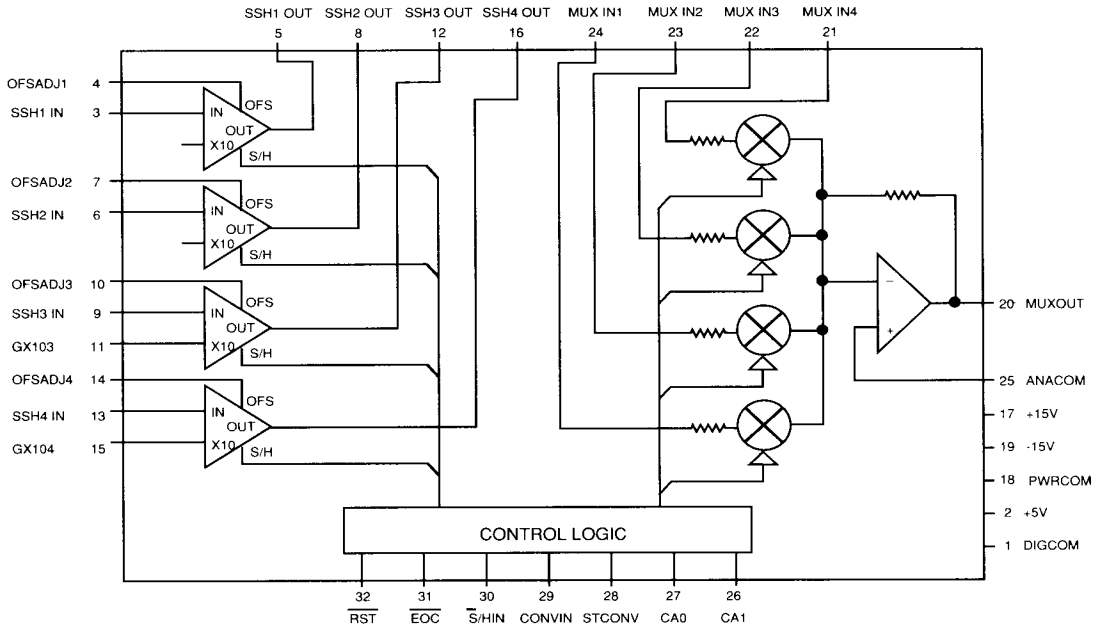 SSH1 OUT SSH2 OUT SSH3 OUT SSH4 OUT MUX IN1 MUX IN2 MUX IN3 MUX IN4
5 8 12 16 24 23 22 21
OFSADJ1 4
OFS
SSH1 IN 3 IN
OUT
X10
S/H
OFSADJ2 7
OFS
SSH2 IN 6 IN
OUT
X10
S/H
OFSADJ3 10
OFS
SSH3 IN 9 IN
OUT
GX103 11 X10
S/H
OFSADJ4 14
OFS
SSH4 IN 13 IN
OUT
GX104 15 X10
S/H
−
+
20 MUXOUT
25 ANACOM
17 +15V
19 -15V
18 PWRCOM
2 +5V
1 DIGCOM
CONTROL LOGIC
32 31 30 29 28 27 26
R̅S̅T̅ E̅O̅C̅ S̅/HIN CONVIN STCONV CA0 CA1